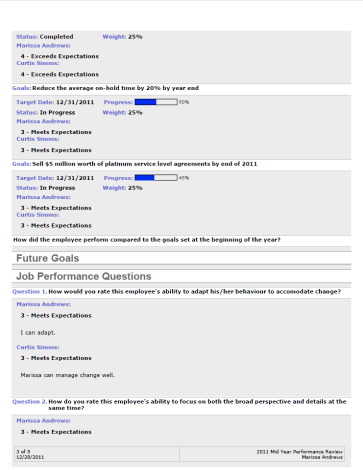 Status: Completed Weight: 25%
Marissa Andrews:
4 - Exceeds Expectations
Curtis Simms:
4 - Exceeds Expectations
Goals: Reduce the average on-hold time by 20% by year end
Target Date: 12/31/2011 Progress: 50%
Status: In Progress Weight: 25%
Marissa Andrews:
3 - Meets Expectations
Curtis Simms:
3 - Meets Expectations
Goals: Sell $5 million worth of platinum service level agreements by end of 2011
Target Date: 12/31/2011 Progress: 45%
Status: In Progress Weight: 25%
Marissa Andrews:
3 - Meets Expectations
Curtis Simms:
3 - Meets Expectations
How did the employee perform compared to the goals set at the beginning of the year?
Future Goals
Job Performance Questions
Question 1. How would you rate this employee's ability to adapt his/her behaviour to accomodate change?
Marissa Andrews:
3 - Meets Expectations
I can adapt.
Curtis Simms:
3 - Meets Expectations
Marissa can manage change well.
Question 2. How do you rate this employee's ability to focus on both the broad perspective and details at the
same time?
Marissa Andrews:
3 - Meets Expectations
3 of 5 2011 Mid Year Performance Review
12/20/2011 Marissa Andrews